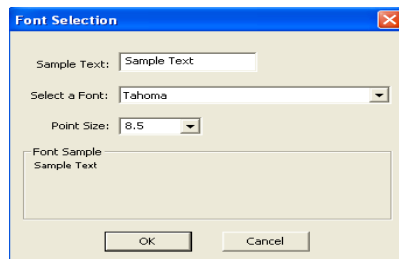 Font Selection
Sample Text: Sample Text
Select a Font: Tahoma
Point Size: 8.5
Font Sample
Sample Text
OK Cancel